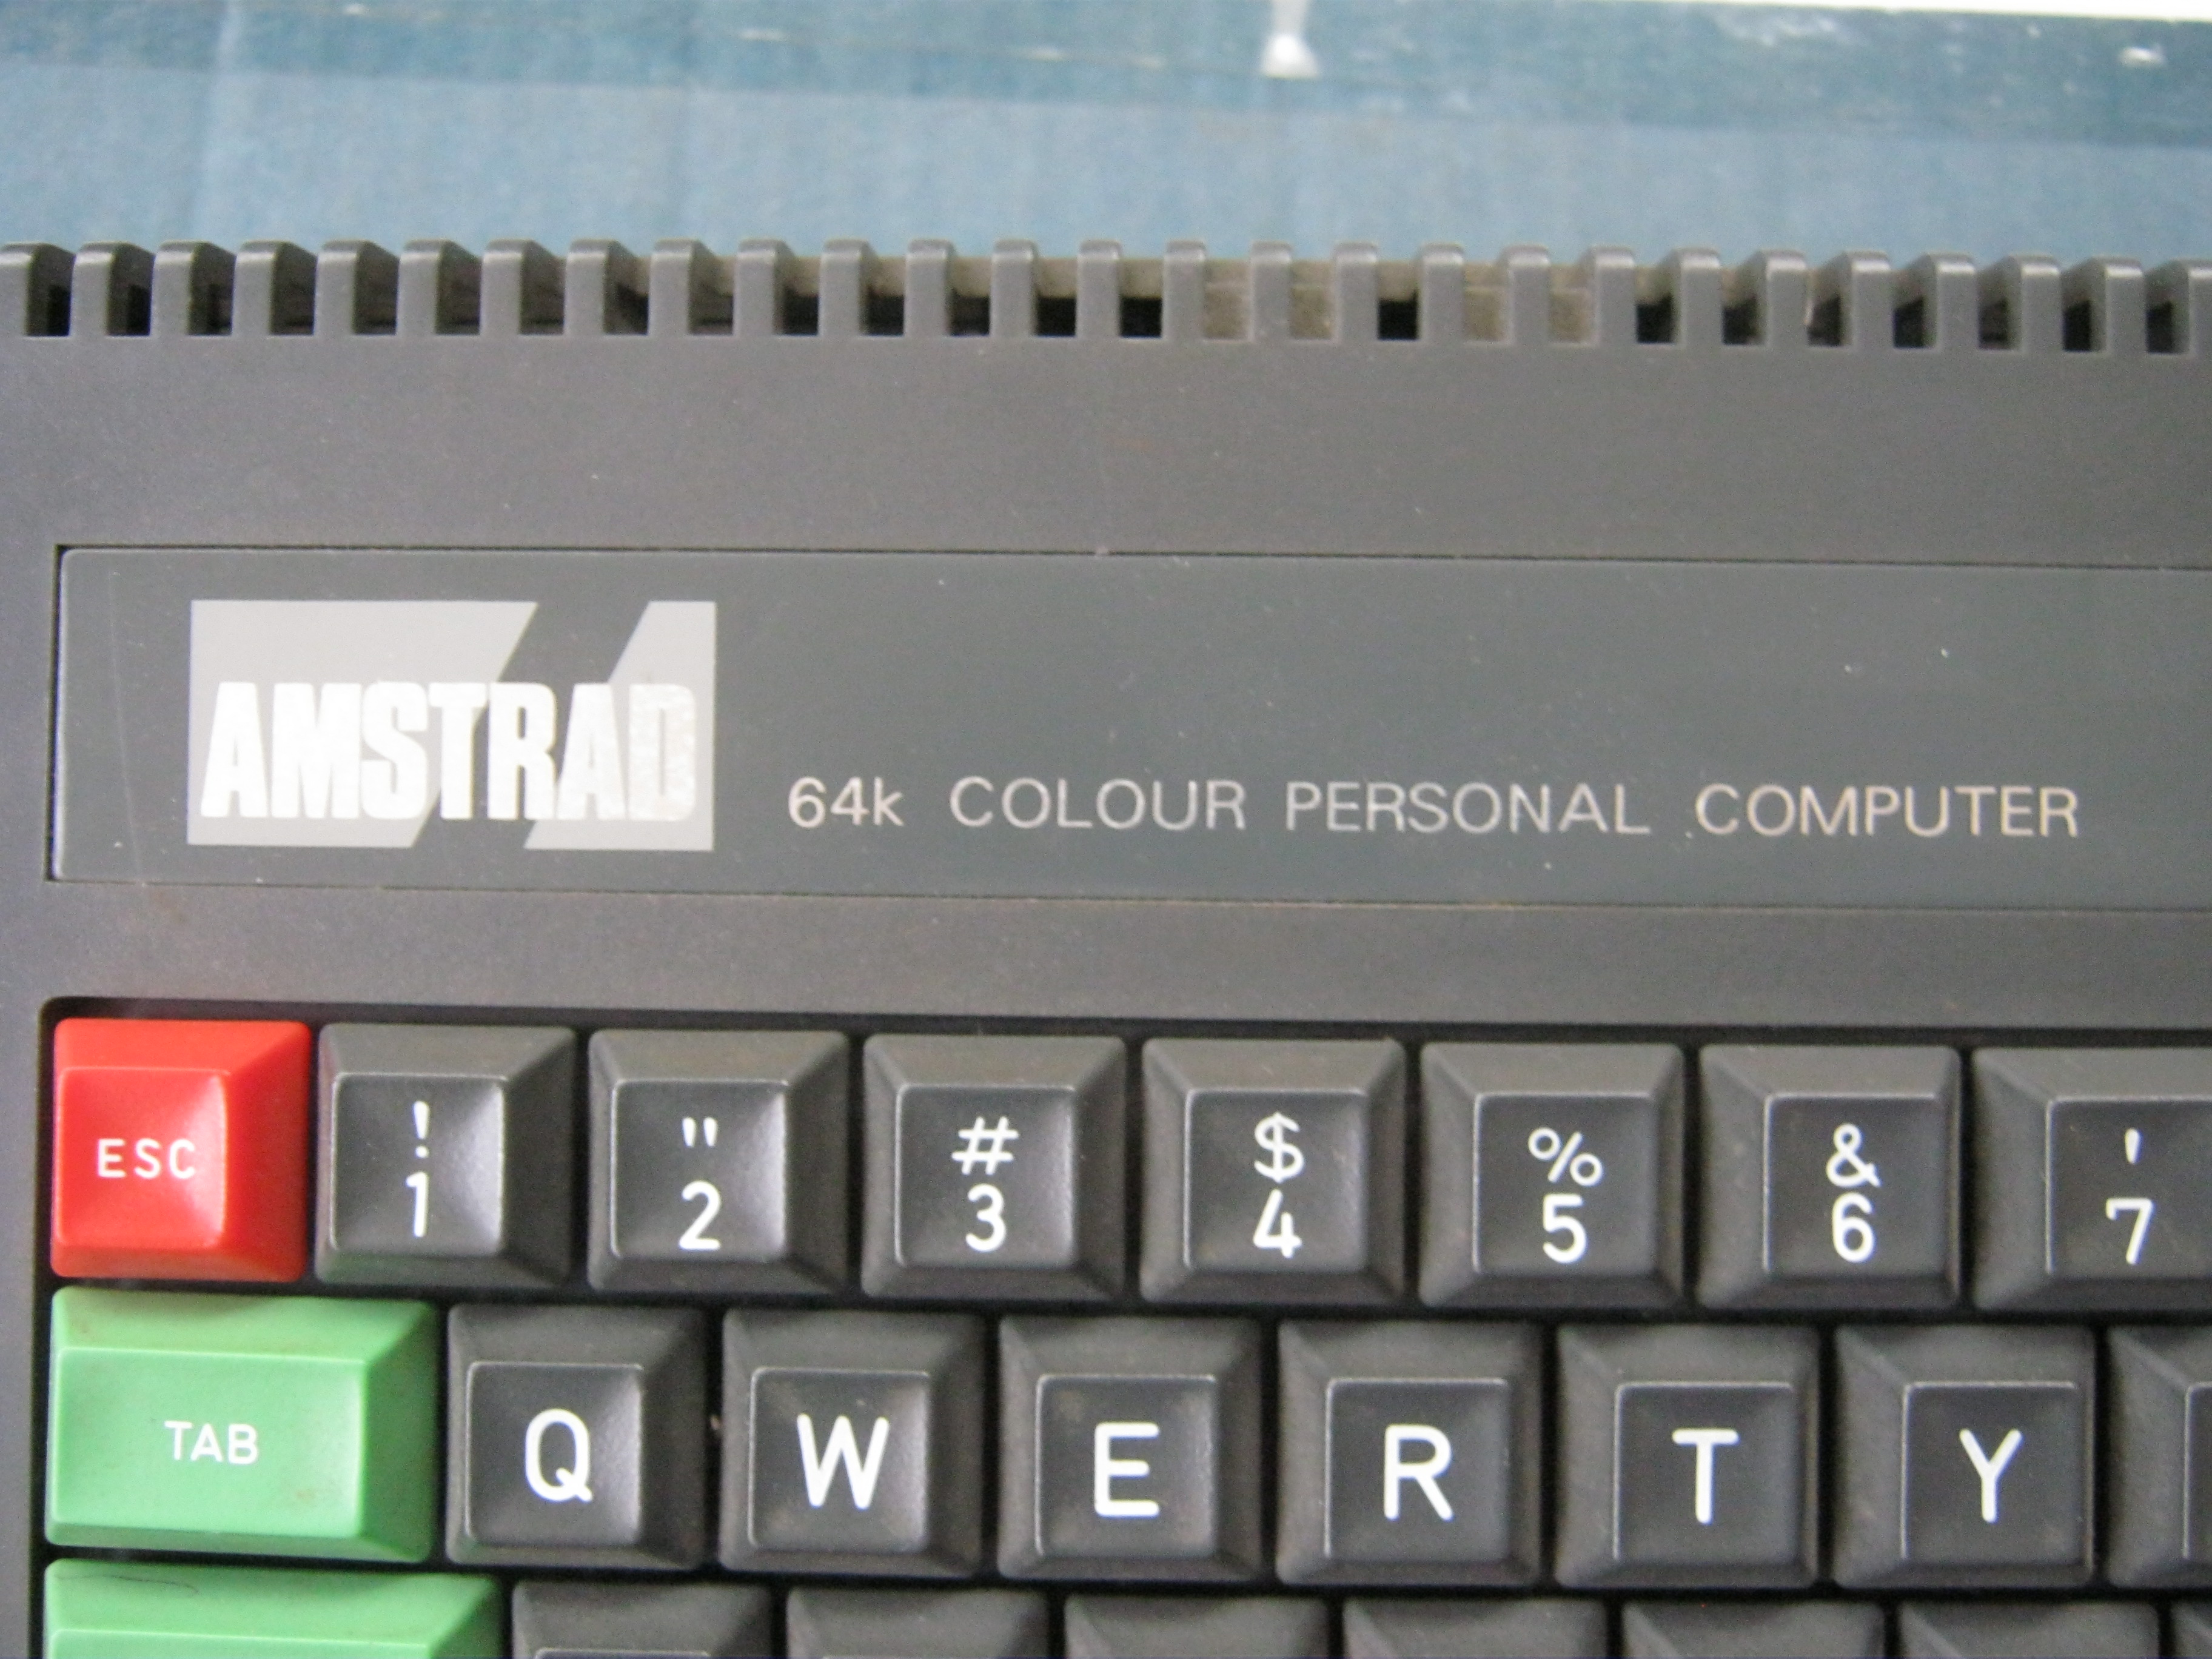 AMSTRAD 64k COLOUR PERSONAL COMPUTER
! " # $ % & '
ESC 1 2 3 4 5 6 7
TAB Q W E R T Y